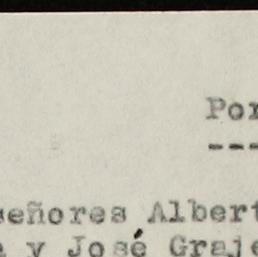 Por
---
señores Albert
y José Graje